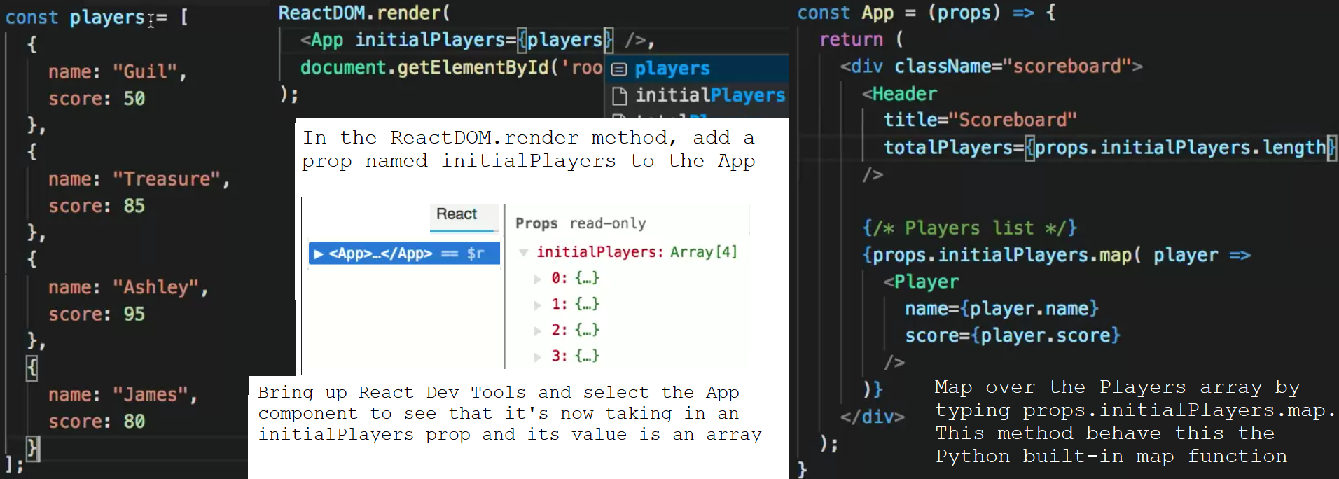 const players = [
{
name: "Guil",
score: 50
},
{
name: "Treasure",
score: 85
},
{
name: "Ashley",
score: 95
},
{
name: "James",
score: 80
}
];
ReactDOM.render(
<App initialPlayers={players} />,
document.getElementById('roo
);
players
initialPlayers
In the ReactDOM.render method, add a
prop named initialPlayers to the App
React
<App>…</App> == $r
Props read-only
initialPlayers: Array[4]
0: {…}
1: {…}
2: {…}
3: {…}
Bring up React Dev Tools and select the App
component to see that it's now taking in an
initialPlayers prop and its value is an array
const App = (props) => {
return (
<div className="scoreboard">
<Header
title="Scoreboard"
totalPlayers={props.initialPlayers.length}
/>
{/* Players list */}
{props.initialPlayers.map( player =>
<Player
name={player.name}
score={player.score}
/>
)}
</div>
);
}
Map over the Players array by
typing props.initialPlayers.map.
This method behave this the
Python built-in map function